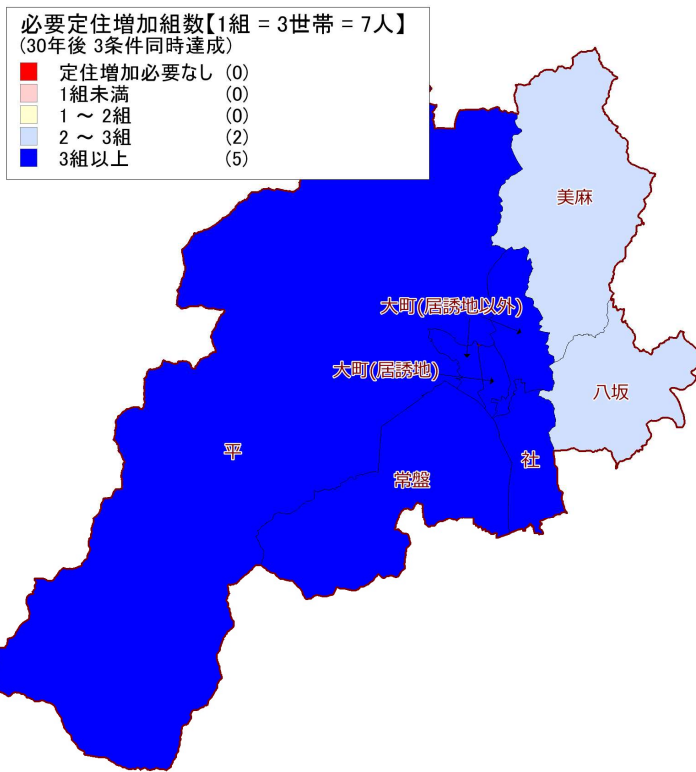 必要定住増加組数【1組 = 3世帯 = 7人】
(30年後 3条件同時達成)
定住増加必要なし (0)
1組未満 (0)
1 ～ 2組 (0)
2 ～ 3組 (2)
3組以上 (5)
美麻
大町(居誘地以外)
大町(居誘地)
八坂
平
社
常盤